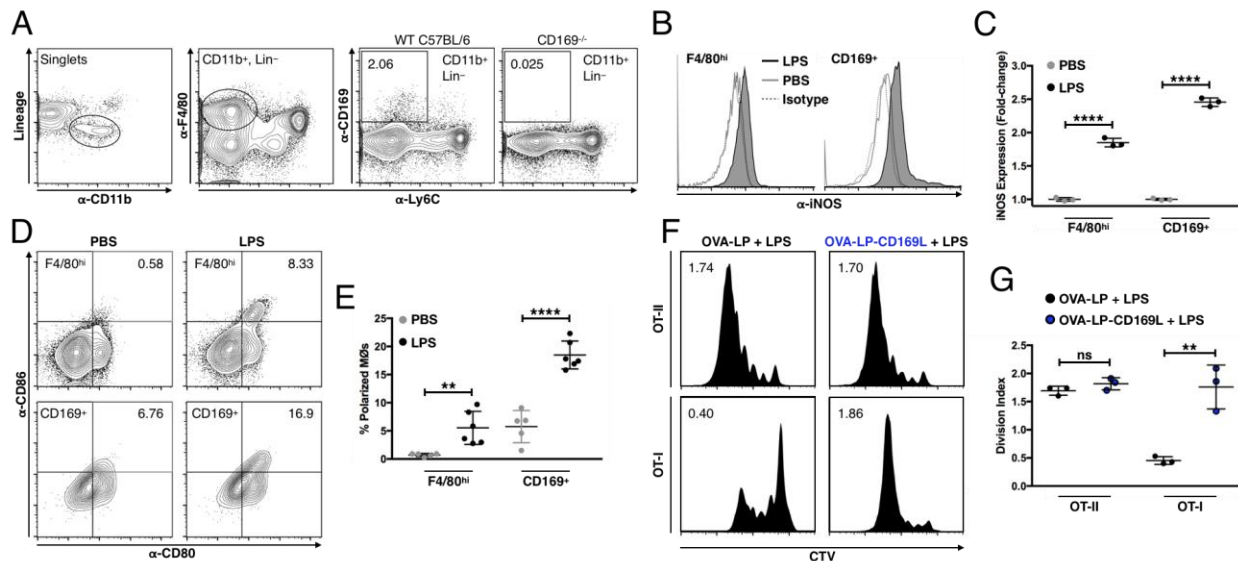 A
Singlets
Lineage
α-CD11b
CD11b+, Lin−
α-F4/80
WT C57BL/6
2.06
CD11b+
Lin−
α-CD169
CD169-/-
0.025
CD11b+
Lin−
α-Ly6C
B
F4/80hi
LPS
PBS
Isotype
CD169+
α-iNOS
C
PBS
LPS
iNOS Expression (Fold-change)
3.0
2.5
2.0
1.5
1.0
****
****
F4/80hi
CD169+
D
PBS
LPS
F4/80hi
0.58
F4/80hi
8.33
CD169+
6.76
CD169+
16.9
α-CD86
α-CD80
E
PBS
LPS
% Polarized MØs
25
20
15
10
5
0
**
****
F4/80hi
CD169+
F
OVA-LP + LPS
OVA-LP-CD169L + LPS
OT-II
1.74
1.70
OT-I
0.40
1.86
CTV
G
OVA-LP + LPS
OVA-LP-CD169L + LPS
Division Index
2.5
2.0
1.5
1.0
0.5
0.0
ns
**
OT-II
OT-I